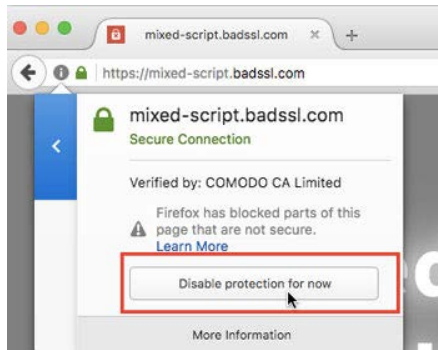 mixed-script.badssl.com
https://mixed-script.badssl.com
mixed-script.badssl.com
Secure Connection
Verified by: COMODO CA Limited
Firefox has blocked parts of this
page that are not secure.
Learn More
Disable protection for now
More Information